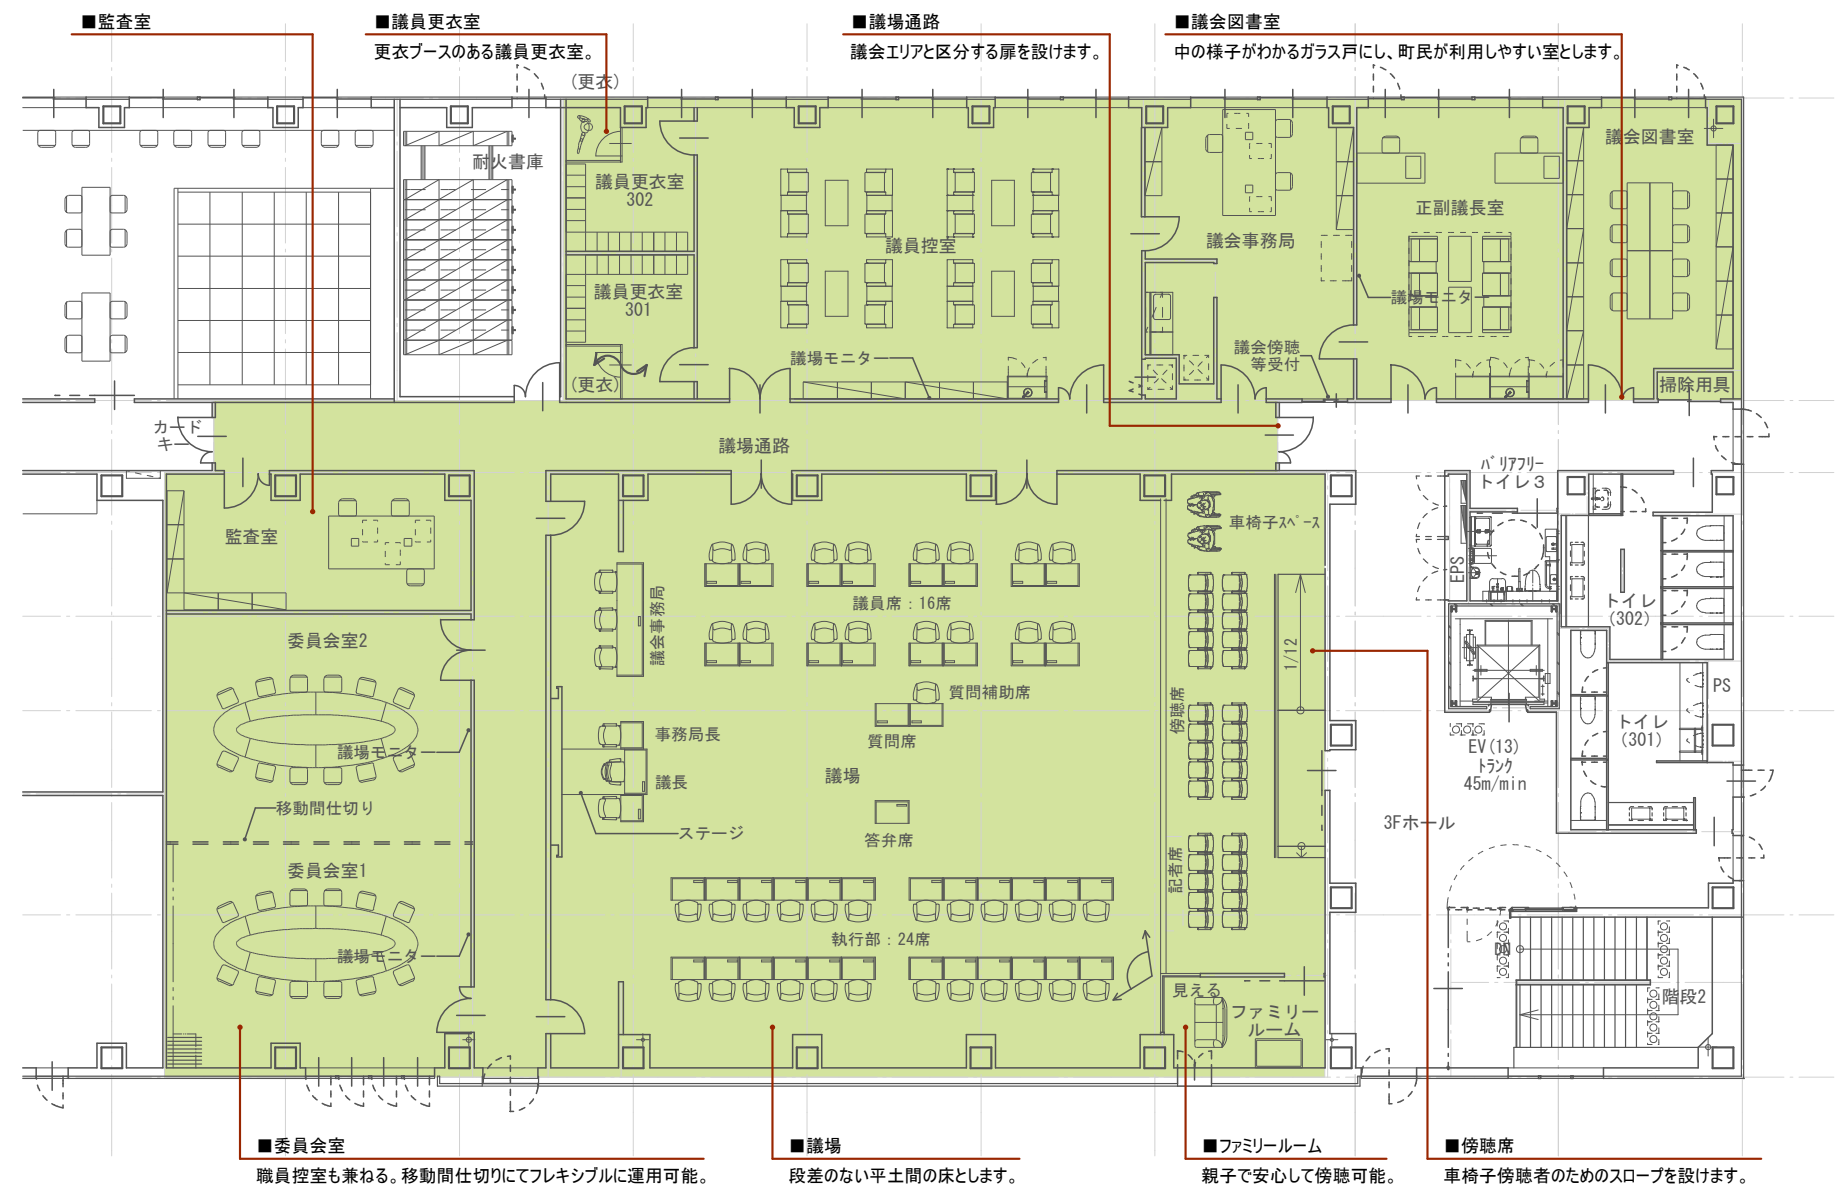 ■監査室
■議員更衣室
更衣ブースのある議員更衣室。
■議場通路
議会エリアと区分する扉を設けます。
■議会図書室
中の様子がわかるガラス戸にし、町民が利用しやすい室とします。
(更衣)
耐火書庫
議員更衣室
302
議員更衣室
301
(更衣)
議員控室
議場モニター
議会事務局
議会傍聴
等受付
正副議長室
議場モニター
議会図書室
掃除用具
カード
キー
議場通路
バリアフリー
トイレ3
監査室
車椅子スペース
EPS
議員席：16席
議会事務局
トイレ
(302)
1/12
委員会室2
質問補助席
質問席
傍聴席
PS
トイレ
(301)
事務局長
議場モニター
EV(13)
トランク
45m/min
議場
議長
移動間仕切り
ステージ
答弁席
3Fホール
委員会室1
記者席
執行部：24席
DN
議場モニター
見える
ファミリー
ルーム
階段2
■委員会室
職員控室も兼ねる。移動間仕切りにてフレキシブルに運用可能。
■議場
段差のない平土間の床とします。
■ファミリールーム
親子で安心して傍聴可能。
■傍聴席
車椅子傍聴者のためのスロープを設けます。